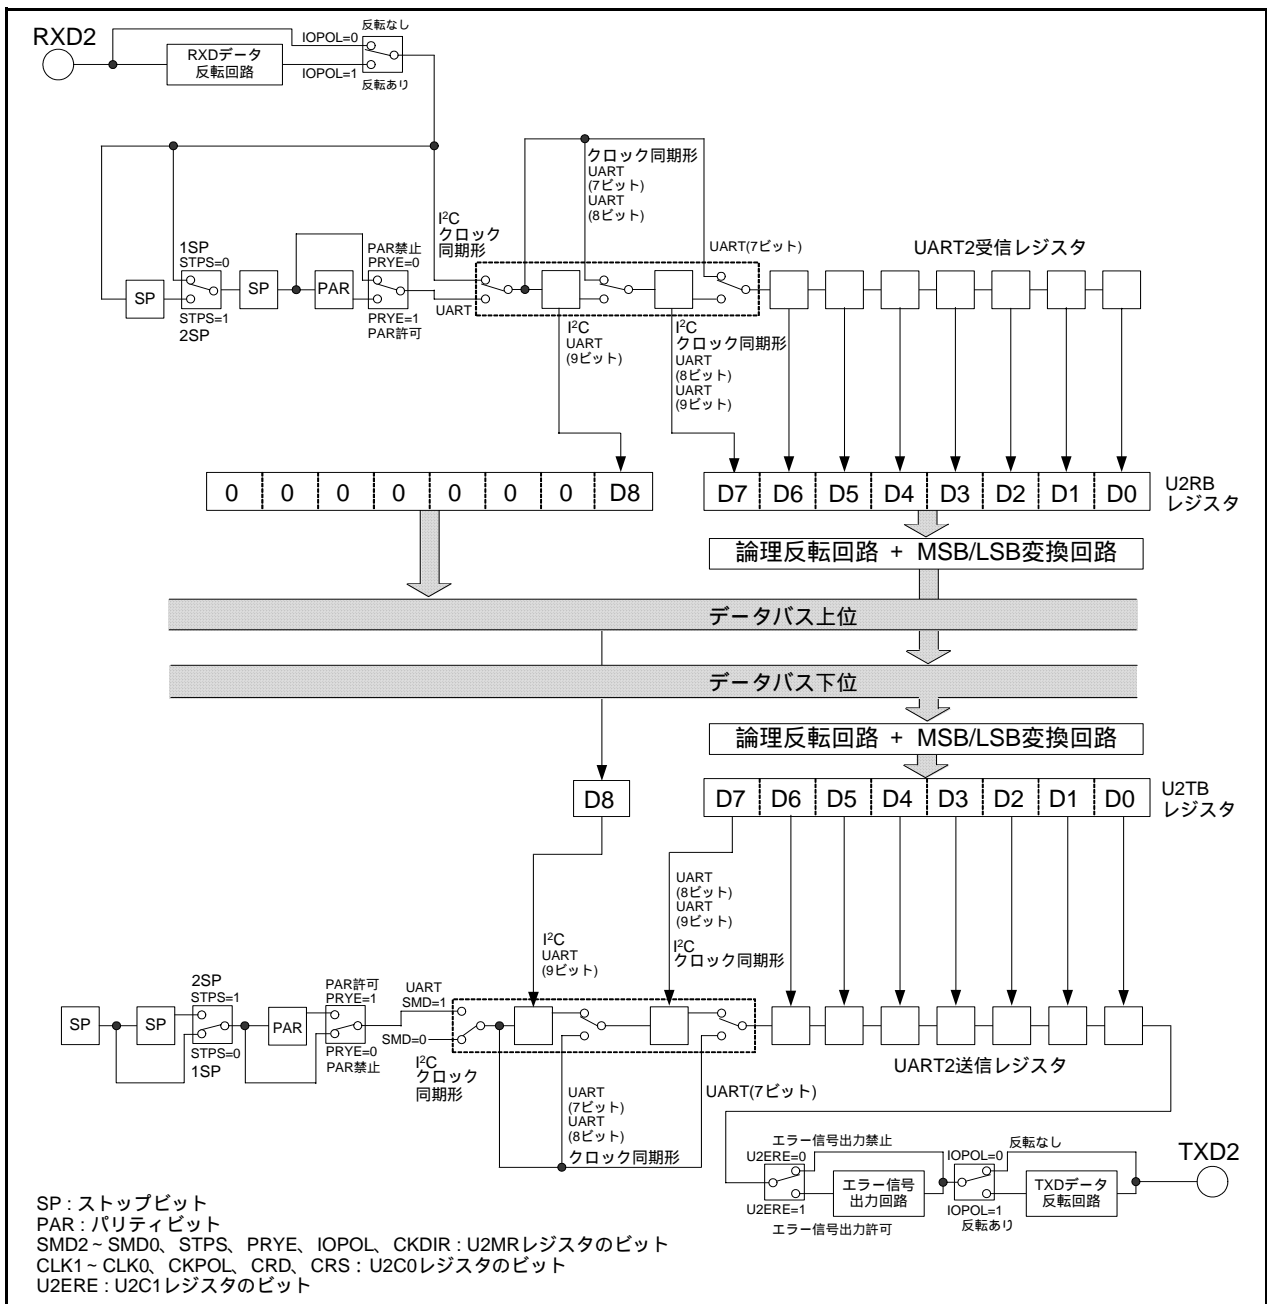 RXD2
反転なし
IOPOL=0
RXDデータ
反転回路
IOPOL=1
反転あり
クロック同期形
UART
(7ビット)
UART
(8ビット)
I²C
クロック
同期形
1SP
STPS=0
PAR禁止
PRYE=0
UART(7ビット)
UART2受信レジスタ
SP
SP
PAR
STPS=1
2SP
PRYE=1
PAR許可
UART
I²C
UART
(9ビット)
I²C
クロック同期形
UART
(8ビット)
UART
(9ビット)
0 0 0 0 0 0 0 D8
D7 D6 D5 D4 D3 D2 D1 D0
U2RB
レジスタ
論理反転回路 + MSB/LSB変換回路
データバス上位
データバス下位
論理反転回路 + MSB/LSB変換回路
D8
D7 D6 D5 D4 D3 D2 D1 D0
U2TB
レジスタ
UART
(8ビット)
UART
(9ビット)
I²C
クロック同期形
I²C
UART
(9ビット)
2SP
STPS=1
PAR許可
PRYE=1
UART
SMD=1
SP
SP
PAR
STPS=0
1SP
PRYE=0
PAR禁止
SMD=0
I²C
クロック
同期形
UART2送信レジスタ
UART
(7ビット)
UART
(8ビット)
クロック同期形
UART(7ビット)
エラー信号出力禁止
U2ERE=0
IOPOL=0
反転なし
TXD2
エラー信号
出力回路
TXDデータ
反転回路
U2ERE=1
エラー信号出力許可
IOPOL=1
反転あり
SP : ストップビット
PAR : パリティビット
SMD2～SMD0、STPS、PRYE、IOPOL、CKDIR : U2MRレジスタのビット
CLK1～CLK0、CKPOL、CRD、CRS : U2C0レジスタのビット
U2ERE : U2C1レジスタのビット